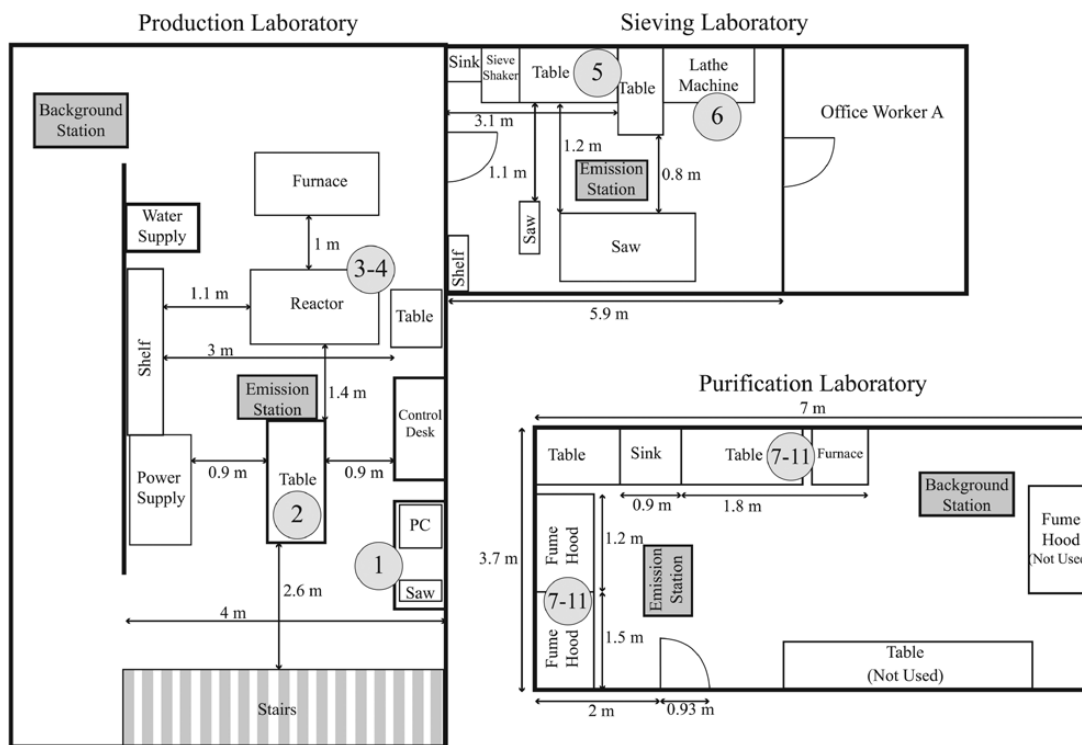 Production Laboratory
Background
Station
Furnace
Water
Supply
1 m
3-4
Reactor
1.1 m
Table
3 m
Shelf
Emission
Station
1.4 m
Control
Desk
Power
Supply
0.9 m
Table
0.9 m
2
PC
1
Saw
2.6 m
4 m
Stairs
Sieving Laboratory
Sink
Sieve
Shaker
Table
5
Table
Lathe
Machine
6
3.1 m
1.2 m
1.1 m
Emission
Station
0.8 m
Saw
Saw
Shelf
5.9 m
Office Worker A
Purification Laboratory
7 m
Table
Sink
Table
7-11
Furnace
0.9 m
1.8 m
Background
Station
Fume
Hood
(Not Used
3.7 m
Fume
Hood
1.2 m
Emission
Station
7-11
Fume
Hood
1.5 m
Table
(Not Used)
2 m
0.93 m